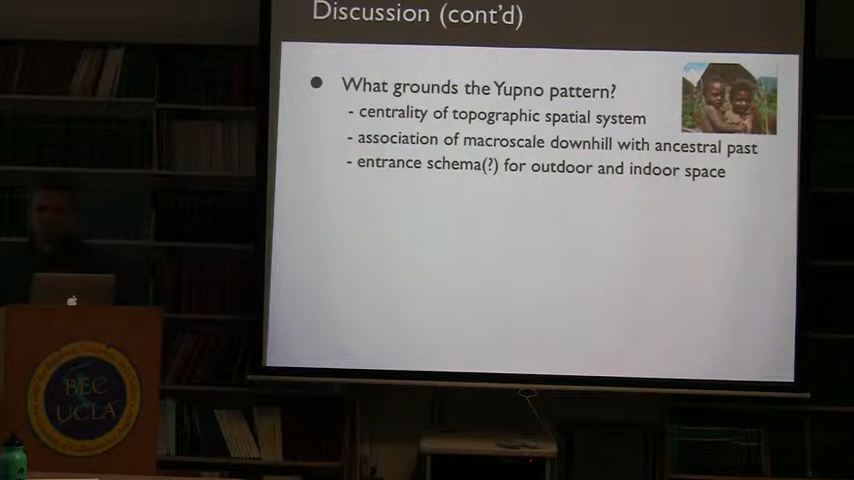 Discussion (cont'd)
What grounds the Yupno pattern?
- centrality of topographic spatial system
- association of macroscale downhill with ancestral past
- entrance schema(?) for outdoor and indoor space
BEC
UCLA